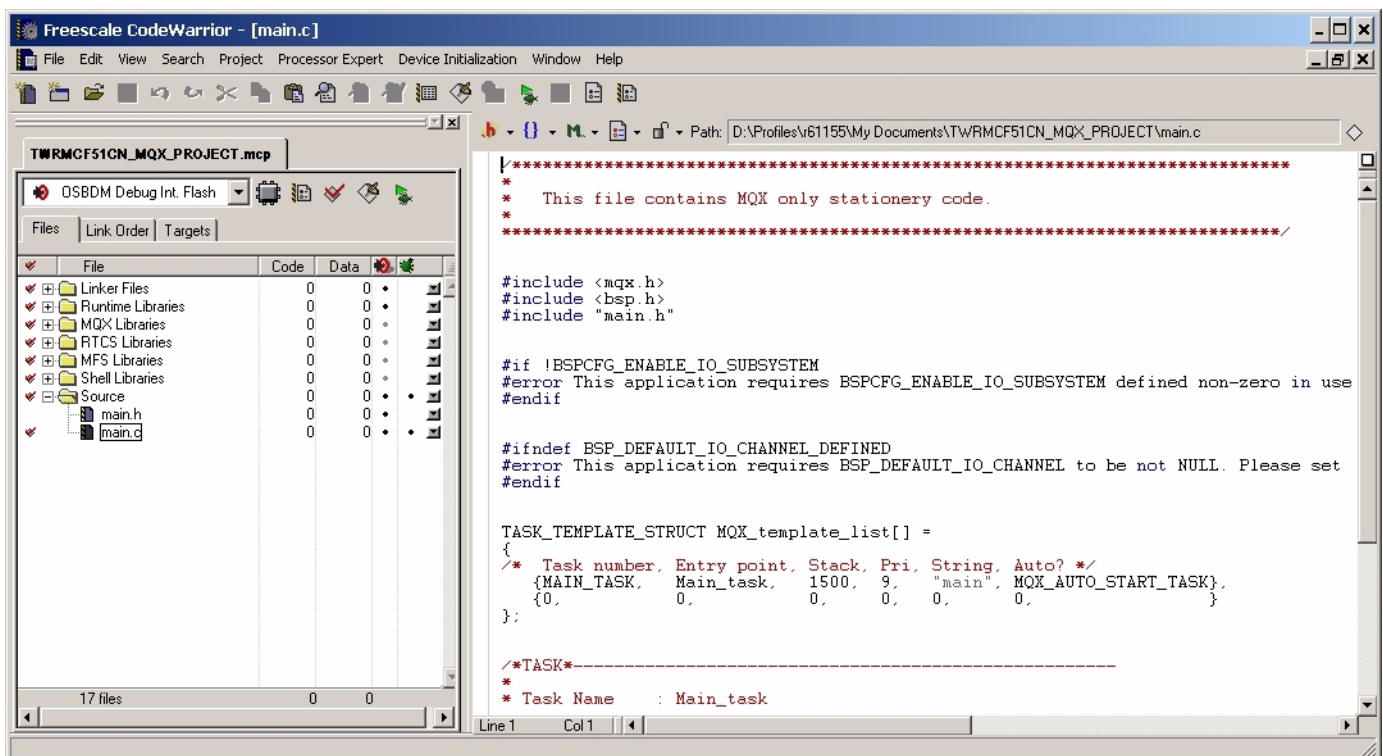 Freescale CodeWarrior - [main.c]
File Edit View Search Project Processor Expert Device Initialization Window Help
TWRMCF51CN_MQX_PROJECT.mcp
OSBDM Debug Int. Flash
Files Link Order Targets
File Code Data
Linker Files 0 0
Runtime Libraries 0 0
MQX Libraries 0 0
RTCS Libraries 0 0
MFS Libraries 0 0
Shell Libraries 0 0
Source 0 0
main.h 0 0
main.c 0 0
17 files 0 0
.h {} M. Path: D:\Profiles\r61155\My Documents\TWRMCF51CN_MQX_PROJECT\main.c
/****************************************************************************
*
* This file contains MQX only stationery code.
*
****************************************************************************/
#include <mqx.h>
#include <bsp.h>
#include "main.h"
#if !BSPCFG_ENABLE_IO_SUBSYSTEM
#error This application requires BSPCFG_ENABLE_IO_SUBSYSTEM defined non-zero in use
#endif
#ifndef BSP_DEFAULT_IO_CHANNEL_DEFINED
#error This application requires BSP_DEFAULT_IO_CHANNEL to be not NULL. Please set
#endif
TASK_TEMPLATE_STRUCT MQX_template_list[] =
{
/* Task number, Entry point, Stack, Pri, String, Auto? */
{MAIN_TASK, Main_task, 1500, 9, "main", MQX_AUTO_START_TASK},
{0, 0, 0, 0, 0, 0, }
};
/*TASK*-----------------------------------------------------
*
* Task Name : Main_task
Line 1 Col 1